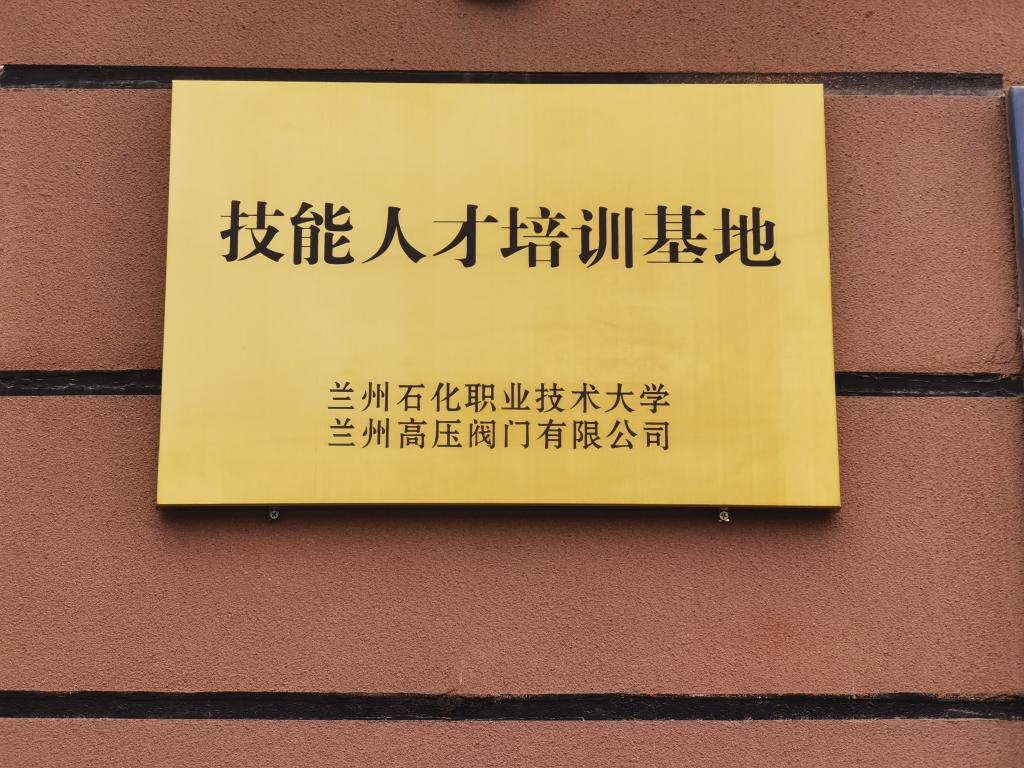 技能人才培训基地
兰州石化职业技术大学
兰州高压阀门有限公司